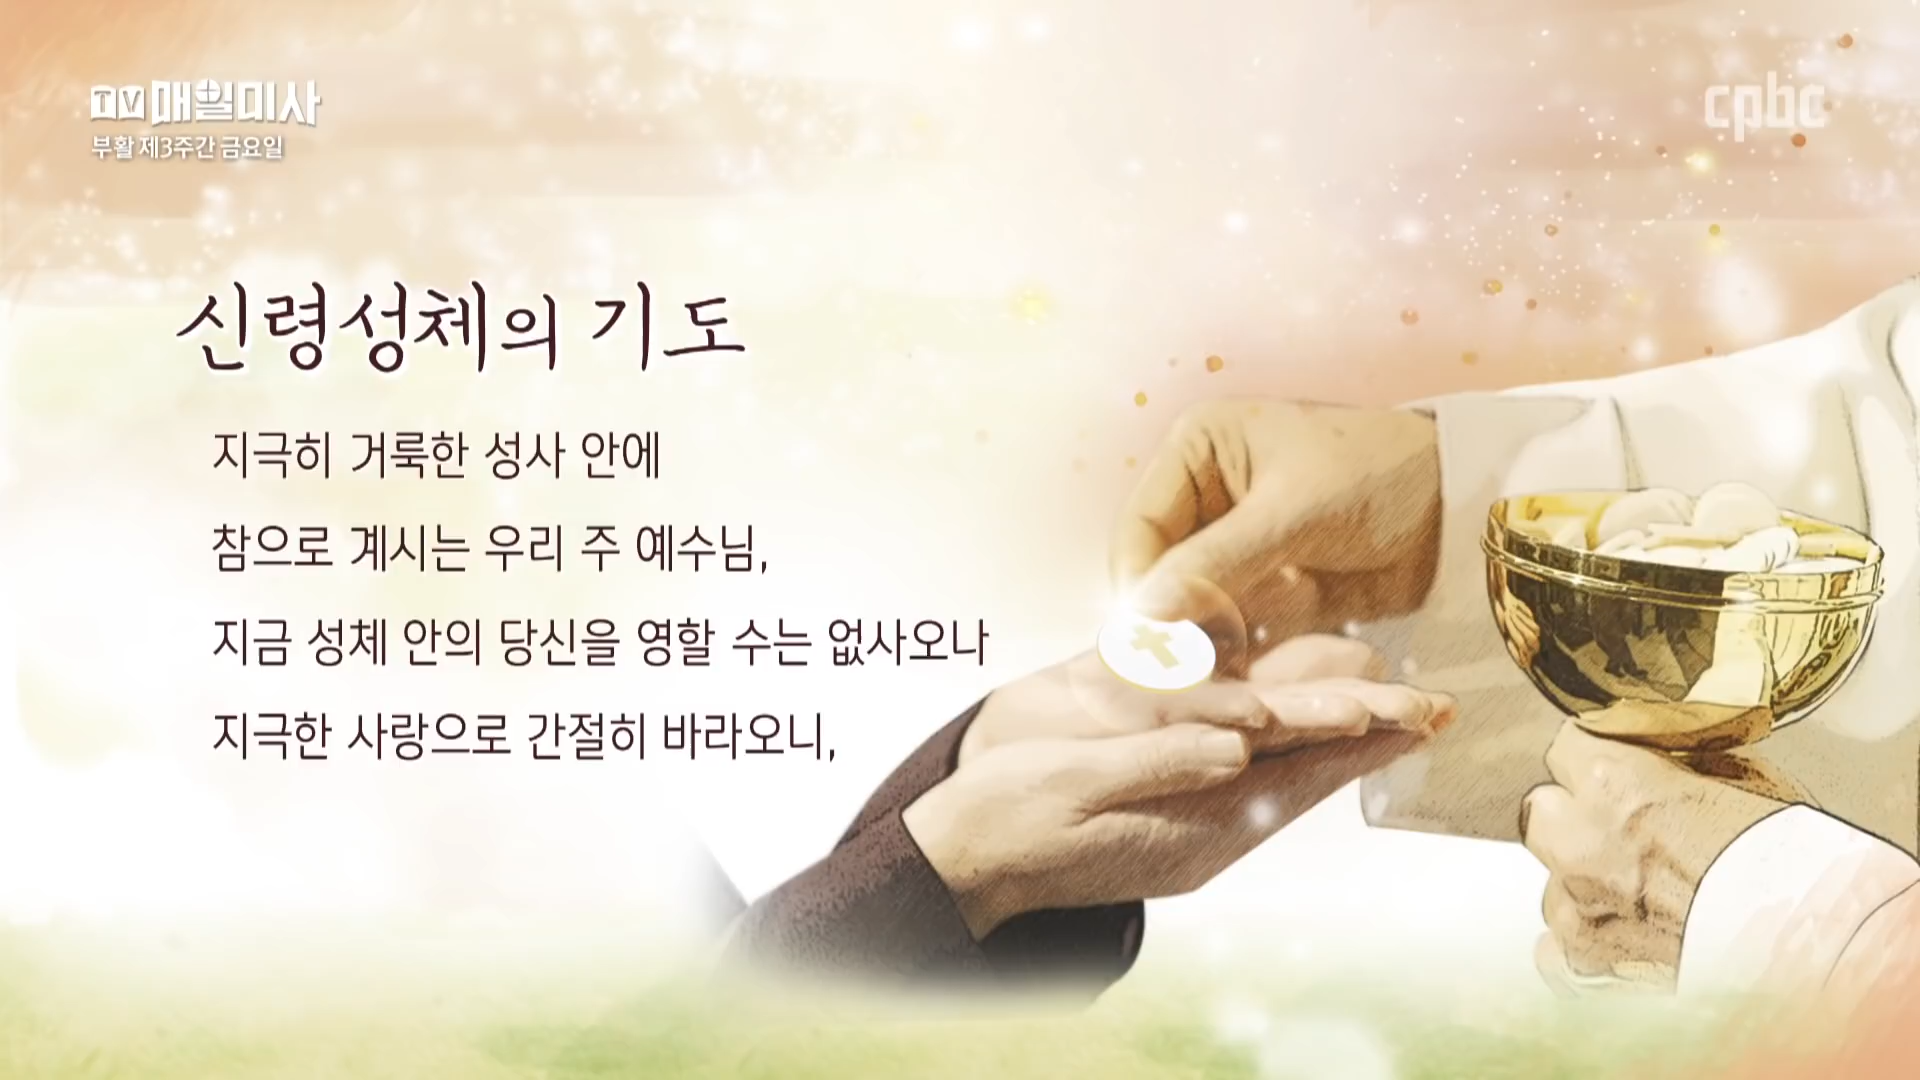 TV매일미사
부활 제3주간 금요일
cpbc
신령성체의 기도
지극히 거룩한 성사 안에
참으로 계시는 우리 주 예수님,
지금 성체 안의 당신을 영할 수는 없사오나
지극한 사랑으로 간절히 바라오니,